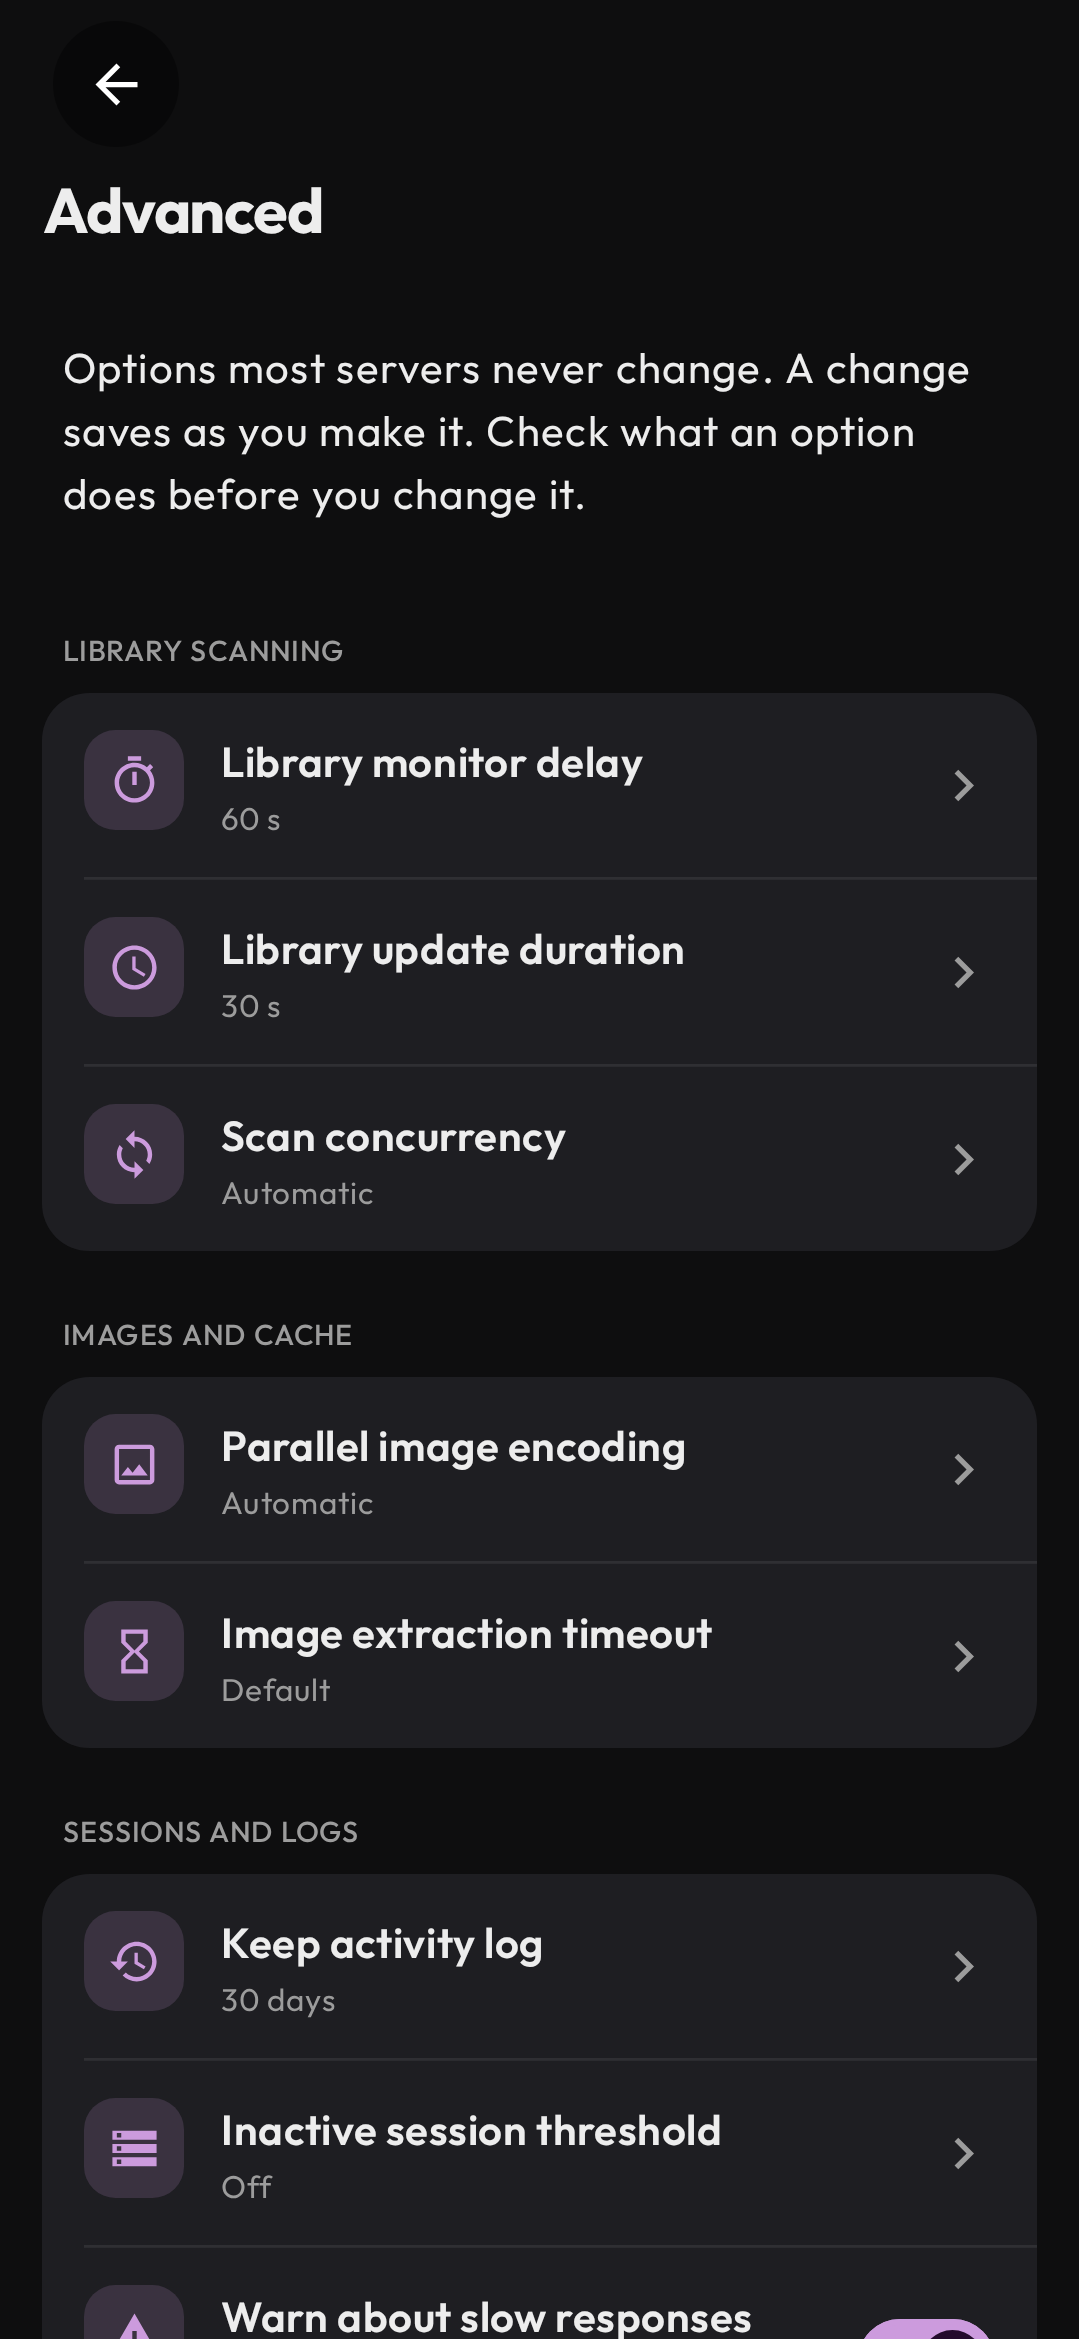 Advanced
Options most servers never change. A change
saves as you make it. Check what an option
does before you change it.
LIBRARY SCANNING
Library monitor delay
60 s
Library update duration
30 s
Scan concurrency
Automatic
IMAGES AND CACHE
Parallel image encoding
Automatic
Image extraction timeout
Default
SESSIONS AND LOGS
Keep activity log
30 days
Inactive session threshold
Off
Warn about slow responses